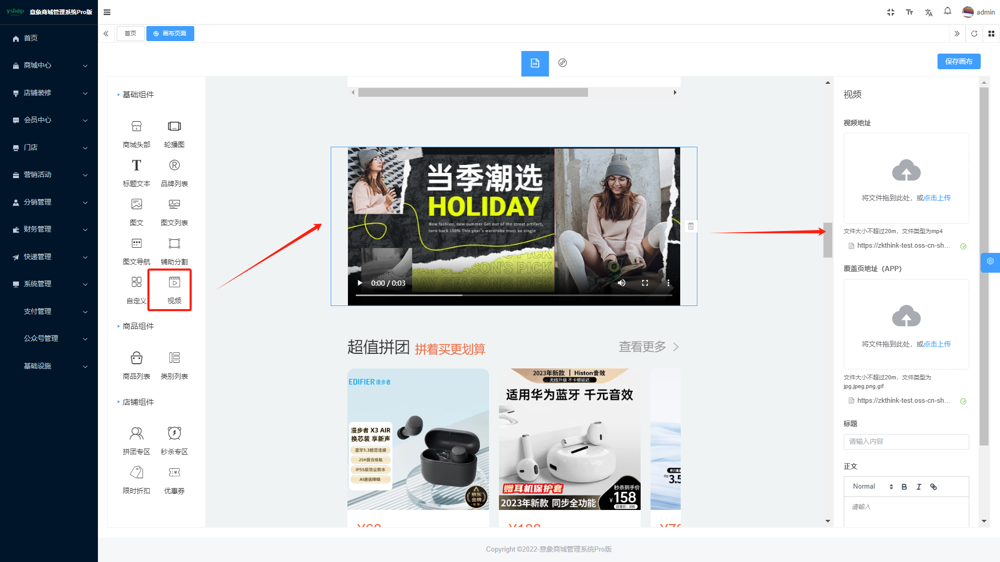 yshop 意象商城管理系统Pro版
admin
首页
画布页面
首页
商城中心
店铺装修
会员中心
门店
营销活动
分销管理
财务管理
快递管理
系统管理
支付管理
公众号管理
基础设施
H5
保存画布
基础组件
商城头部 轮播图
标题文本 品牌列表
图文 图文列表
图文导航 辅助分割
自定义 视频
商品组件
商品列表 类别列表
店铺组件
拼团专区 秒杀专区
限时折扣 优惠券
当季潮选
HOLIDAY
New fashion, new summer Get out of the street artifact,
turn back 100% This year's wardrobe must be single
SEASON'S PICK
DAY SEASON'S PICK
DAY SEASON'S PICK
0:00 / 0:03
超值拼团 拼着买更划算
查看更多
EDIFIER 漫步者
漫步者 X3 AIR
换芯装 享新声
蓝牙5.3稳定连接
25H复合续航
IP55级防尘防水
AI通话降噪
京东
金榜
推荐
2023年新款 | Histon音效
无线升级 不卡顿延迟
适用华为蓝牙 千元音效
赠耳机保护套
2023年新款 同步全功能
秒杀到手价
¥158
日常价：198
≈3.5
¥68
¥188
视频
视频地址
将文件拖到此处，或点击上传
文件大小不超过20m，文件类型为mp4
https://zkthink-test.oss-cn-sh...
覆盖页地址（APP）
将文件拖到此处，或点击上传
文件大小不超过20m，文件类型为
jpg,jpeg,png,gif
https://zkthink-test.oss-cn-sh...
标题
请输入内容
正文
Normal
请输入
Copyright ©2022-意象商城管理系统Pro版